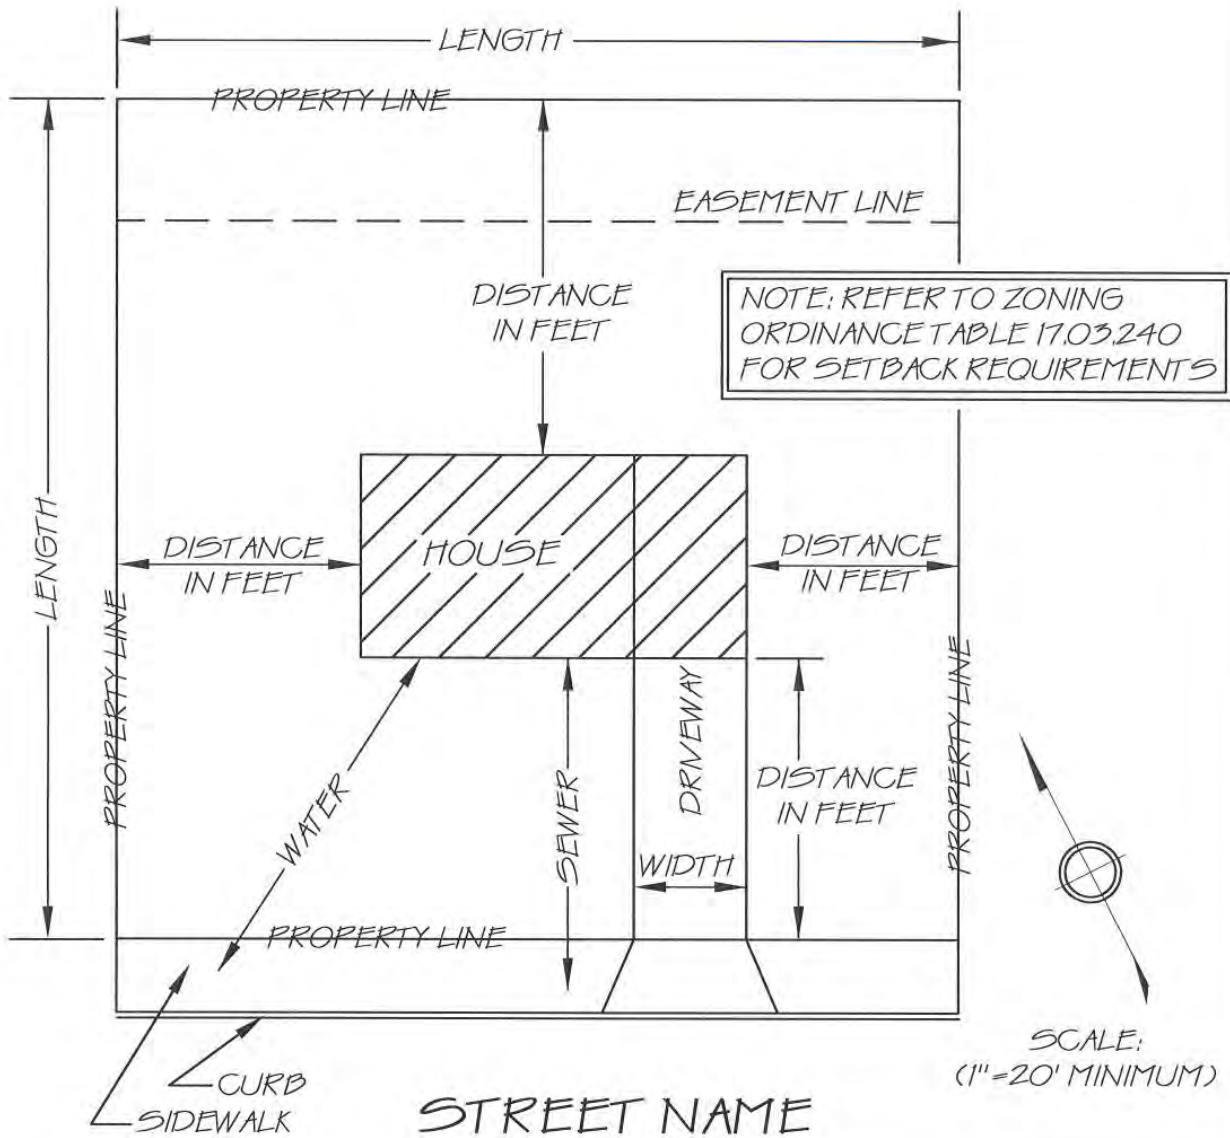 LENGTH
PROPERTY LINE
EASEMENT LINE
DISTANCE
IN FEET
NOTE: REFER TO ZONING
ORDINANCE TABLE 17.03.240
FOR SETBACK REQUIREMENTS
LENGTH
DISTANCE
IN FEET
HOUSE
DISTANCE
IN FEET
PROPERTY LINE
PROPERTY LINE
DRIVEWAY
WATER
SEWER
DISTANCE
IN FEET
WIDTH
PROPERTY LINE
SCALE:
(1"=20' MINIMUM)
CURB
SIDEWALK
STREET NAME